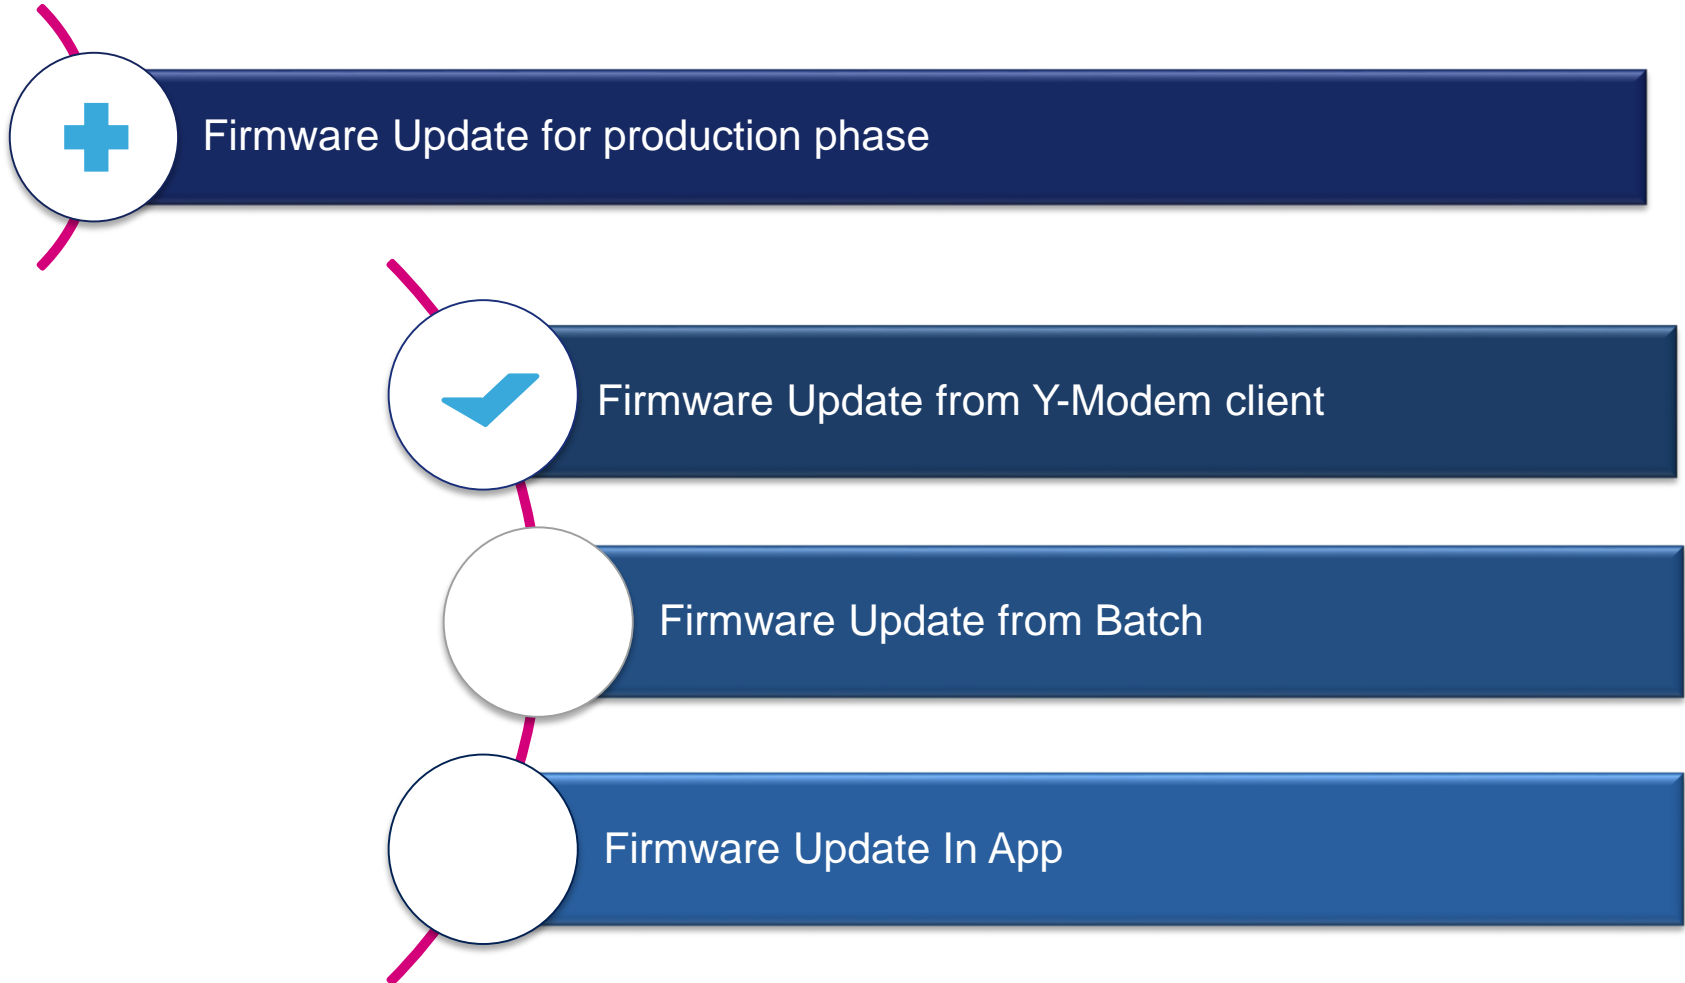 Firmware Update for production phase
Firmware Update from Y-Modem client
Firmware Update from Batch
Firmware Update In App